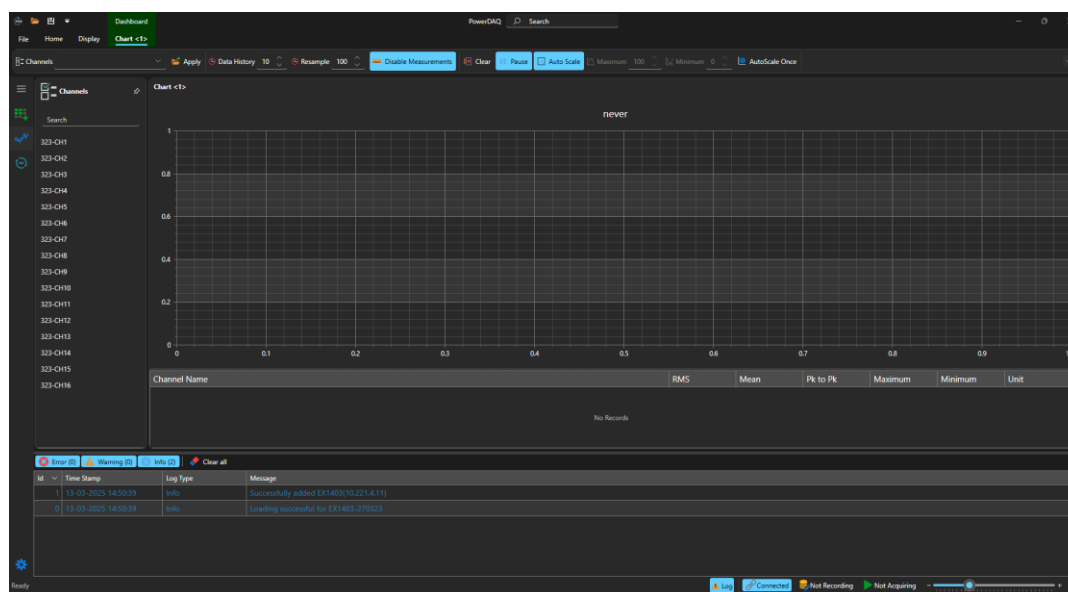 Dashboard
PowerDAQ
Search
File Home Display Chart <1>
Channels Apply Data History 10 Resample 100 Disable Measurements Clear Pause Auto Scale Maximum 100 Minimum 0 AutoScale Once
Channels
Search
323-CH1
323-CH2
323-CH3
323-CH4
323-CH5
323-CH6
323-CH7
323-CH8
323-CH9
323-CH10
323-CH11
323-CH12
323-CH13
323-CH14
323-CH15
323-CH16
Chart <1>
never
1
0.8
0.6
0.4
0.2
0
0 0.1 0.2 0.3 0.4 0.5 0.6 0.7 0.8 0.9 1
Channel Name RMS Mean Pk to Pk Maximum Minimum Unit
No Records
Error (0) Warning (0) Info (2) Clear all
Id Time Stamp Log Type Message
1 13-03-2025 14:50:39 Info Successfully added EX1403(10.221.4.11)
0 13-03-2025 14:50:39 Info Loading successful for EX1403-270323
Ready Log Connected Not Recording Not Acquiring